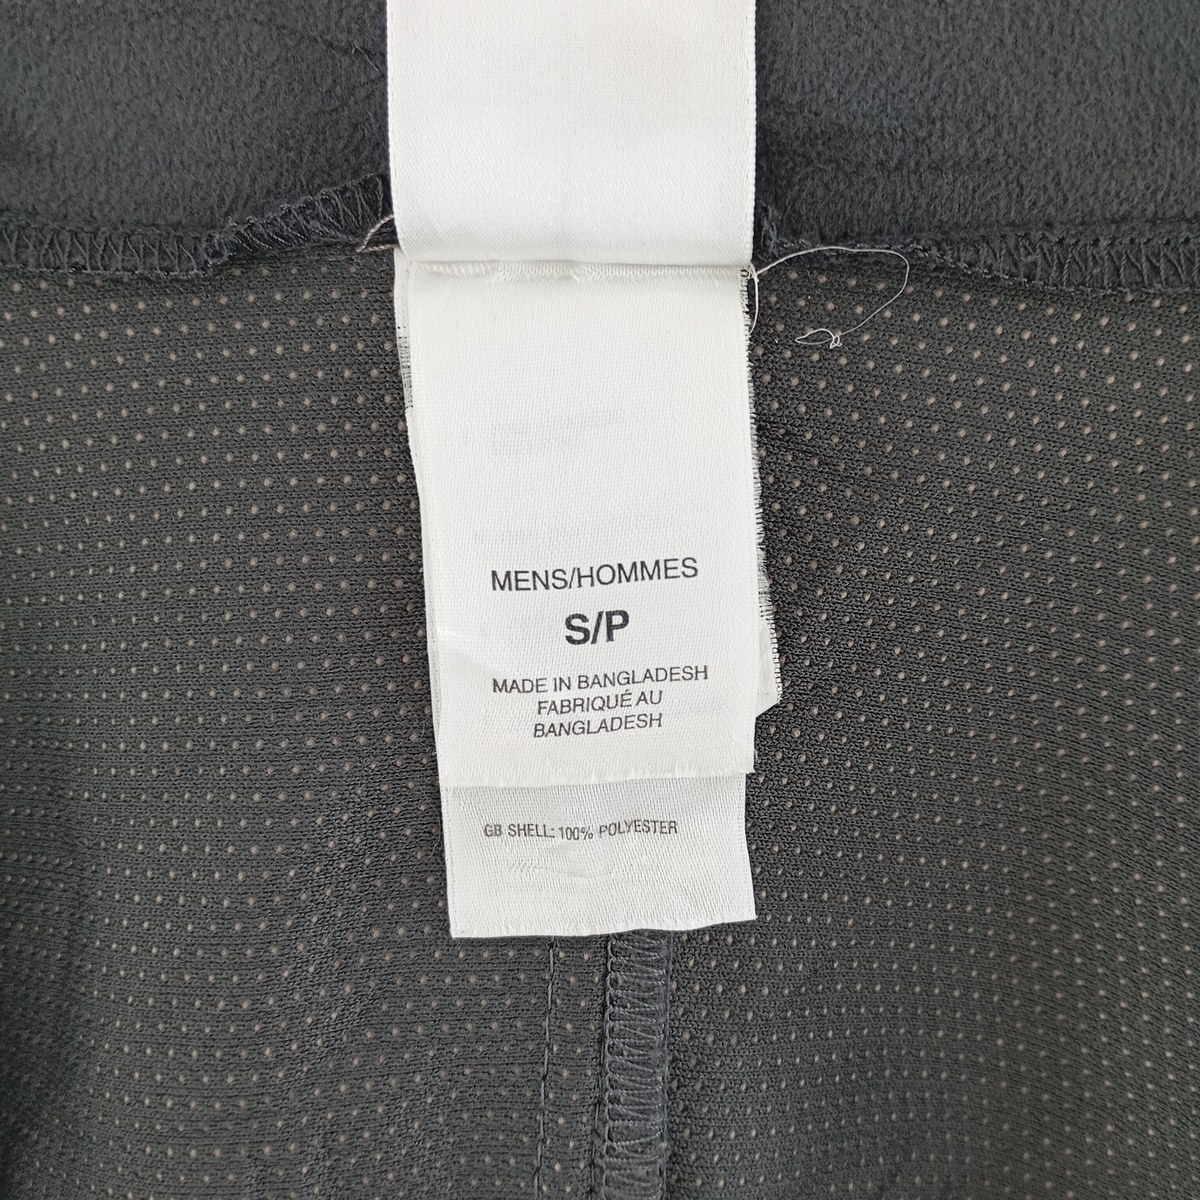 MENS/HOMMES
S/P
MADE IN BANGLADESH
FABRIQUÉ AU
BANGLADESH
GB SHELL: 100% POLYESTER